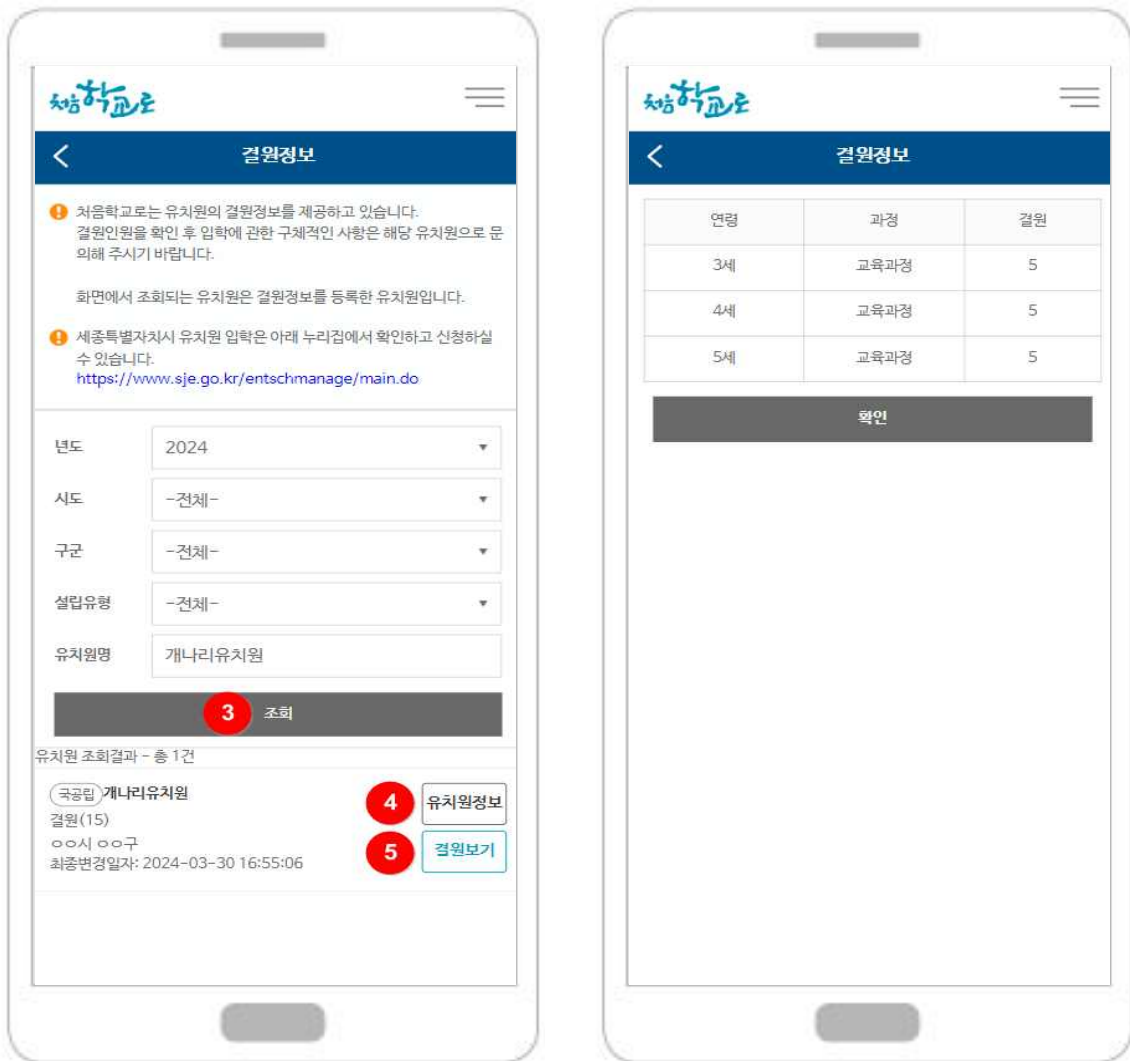 처음학교로
결원정보
처음학교로는 유치원의 결원정보를 제공하고 있습니다.
결원인원을 확인 후 입학에 관한 구체적인 사항은 해당 유치원으로 문
의해 주시기 바랍니다.
화면에서 조회되는 유치원은 결원정보를 등록한 유치원입니다.
세종특별자치시 유치원 입학은 아래 누리집에서 확인하고 신청하실
수 있습니다.
https://www.sje.go.kr/entschmanage/main.do
년도 2024
시도 -전체-
구군 -전체-
설립유형 -전체-
유치원명 개나리유치원
3 조회
유치원 조회결과 - 총 1건
국공립 개나리유치원
4 유치원정보
결원(15)
ㅇㅇ시 ㅇㅇ구
5 결원보기
최종변경일자: 2024-03-30 16:55:06
처음학교로
결원정보
연령 과정 결원
3세 교육과정 5
4세 교육과정 5
5세 교육과정 5
확인